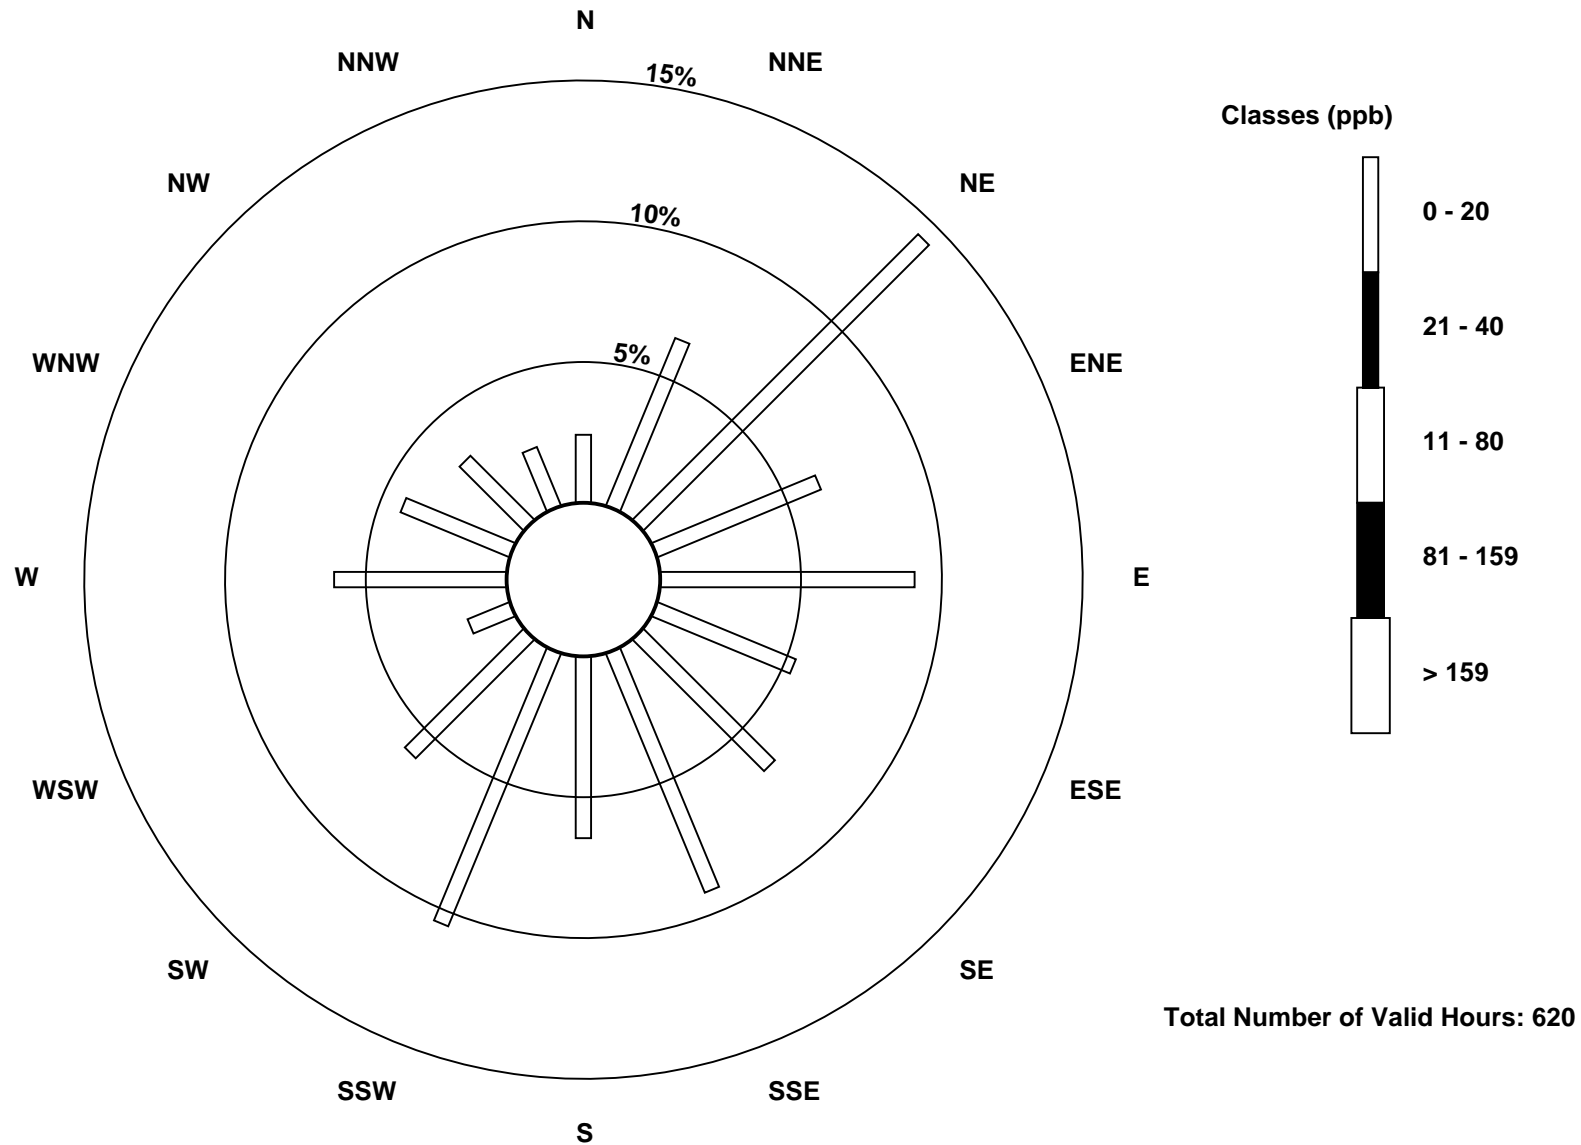 N
NNW
NNE
15%
Classes (ppb)
NW
NE
10%
0 - 20
21 - 40
5%
WNW
ENE
11 - 80
81 - 159
W
E
> 159
WSW
ESE
SW
SE
Total Number of Valid Hours: 620
SSW
SSE
S